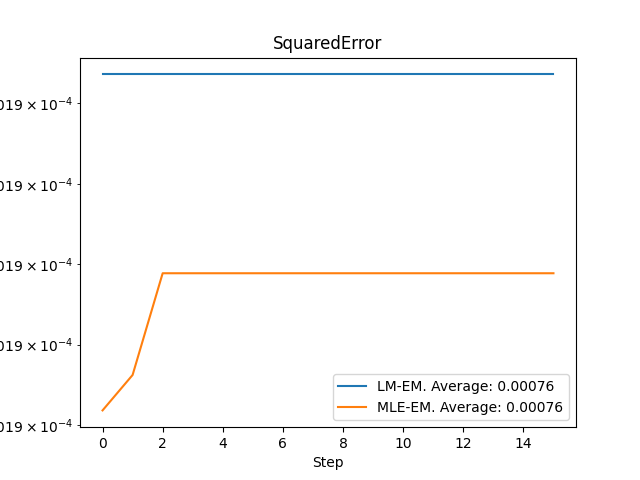 SquaredError
019 × 10⁻⁴
019 × 10⁻⁴
019 × 10⁻⁴
019 × 10⁻⁴
019 × 10⁻⁴
LM-EM. Average: 0.00076
MLE-EM. Average: 0.00076
0 2 4 6 8 10 12 14
Step